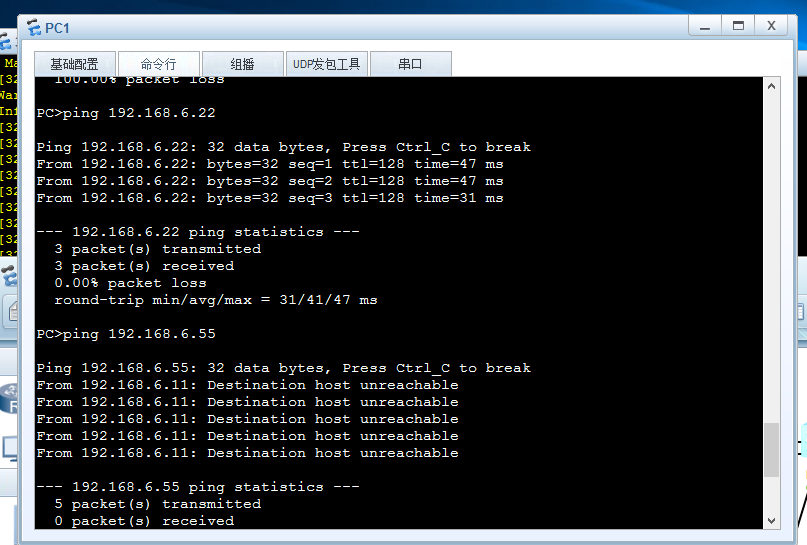 PC1
基础配置 命令行 组播 UDP发包工具 串口
100.00% packet loss
PC>ping 192.168.6.22
Ping 192.168.6.22: 32 data bytes, Press Ctrl_C to break
From 192.168.6.22: bytes=32 seq=1 ttl=128 time=47 ms
From 192.168.6.22: bytes=32 seq=2 ttl=128 time=47 ms
From 192.168.6.22: bytes=32 seq=3 ttl=128 time=31 ms
--- 192.168.6.22 ping statistics ---
3 packet(s) transmitted
3 packet(s) received
0.00% packet loss
round-trip min/avg/max = 31/41/47 ms
PC>ping 192.168.6.55
Ping 192.168.6.55: 32 data bytes, Press Ctrl_C to break
From 192.168.6.11: Destination host unreachable
From 192.168.6.11: Destination host unreachable
From 192.168.6.11: Destination host unreachable
From 192.168.6.11: Destination host unreachable
From 192.168.6.11: Destination host unreachable
--- 192.168.6.55 ping statistics ---
5 packet(s) transmitted
0 packet(s) received